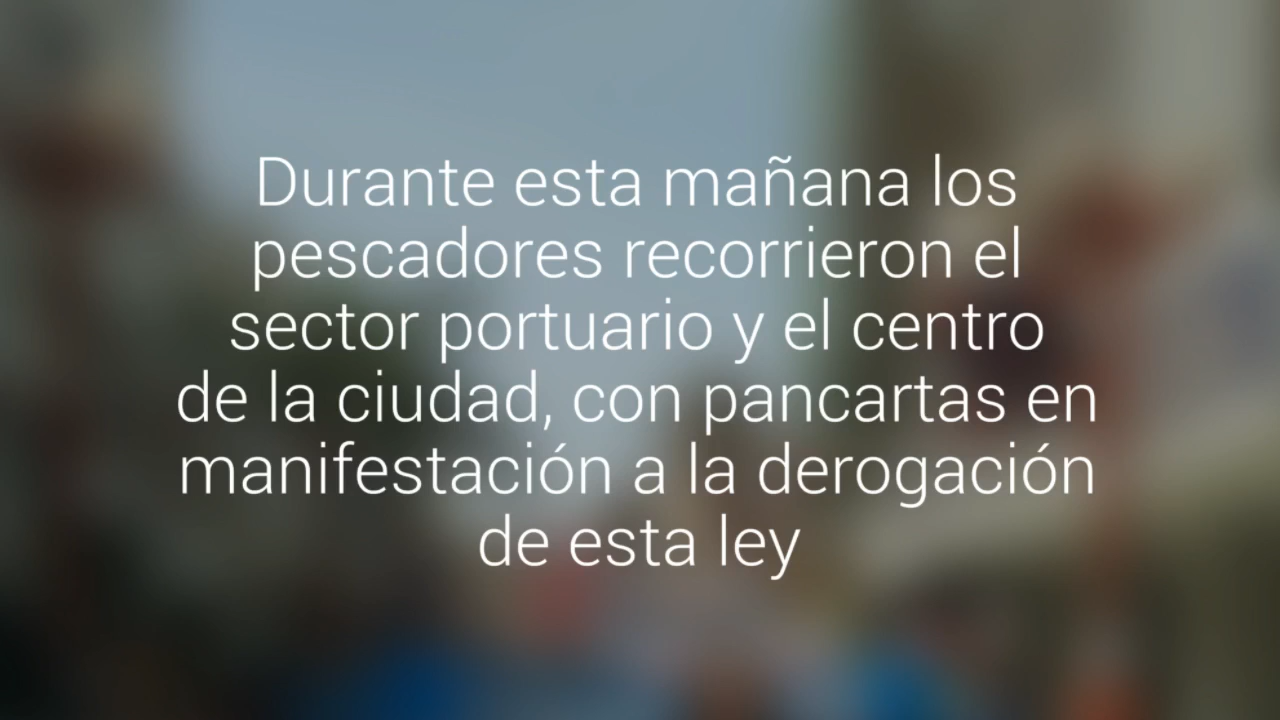 Durante esta mañana los
pescadores recorrieron el
sector portuario y el centro
de la ciudad, con pancartas en
manifestación a la derogación
de esta ley